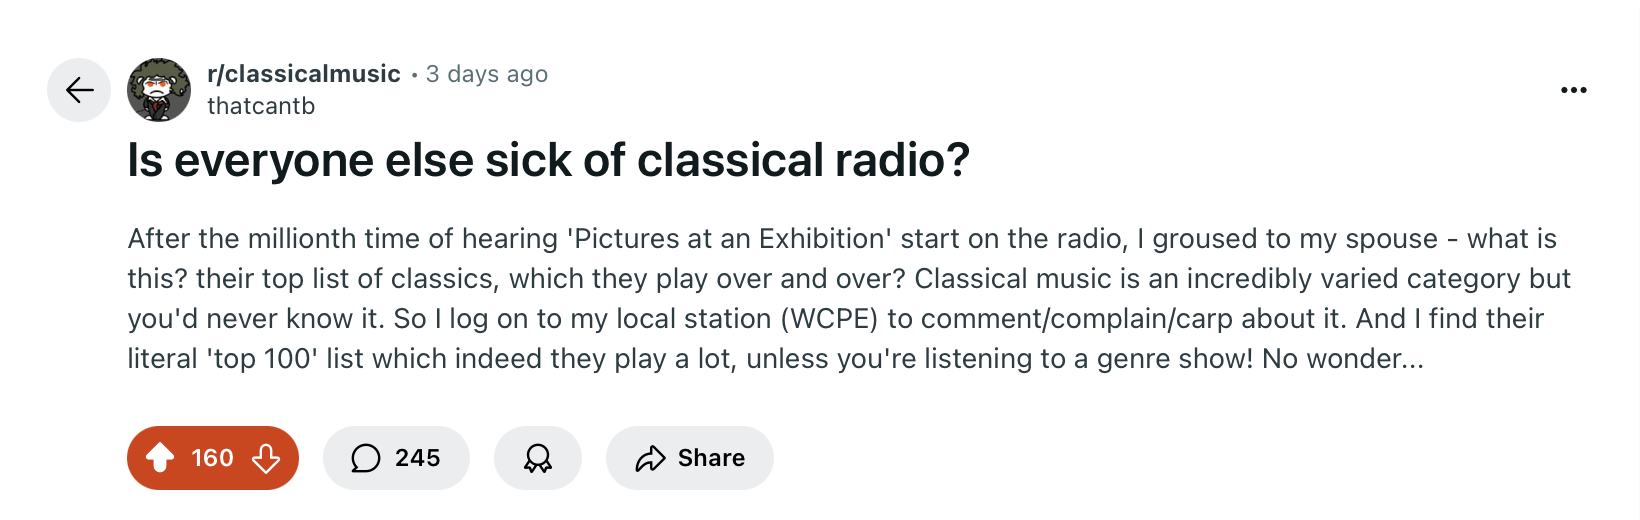 r/classicalmusic • 3 days ago
thatcantb
Is everyone else sick of classical radio?
After the millionth time of hearing 'Pictures at an Exhibition' start on the radio, I groused to my spouse - what is
this? their top list of classics, which they play over and over? Classical music is an incredibly varied category but
you'd never know it. So I log on to my local station (WCPE) to comment/complain/carp about it. And I find their
literal 'top 100' list which indeed they play a lot, unless you're listening to a genre show! No wonder...
160
245
Share